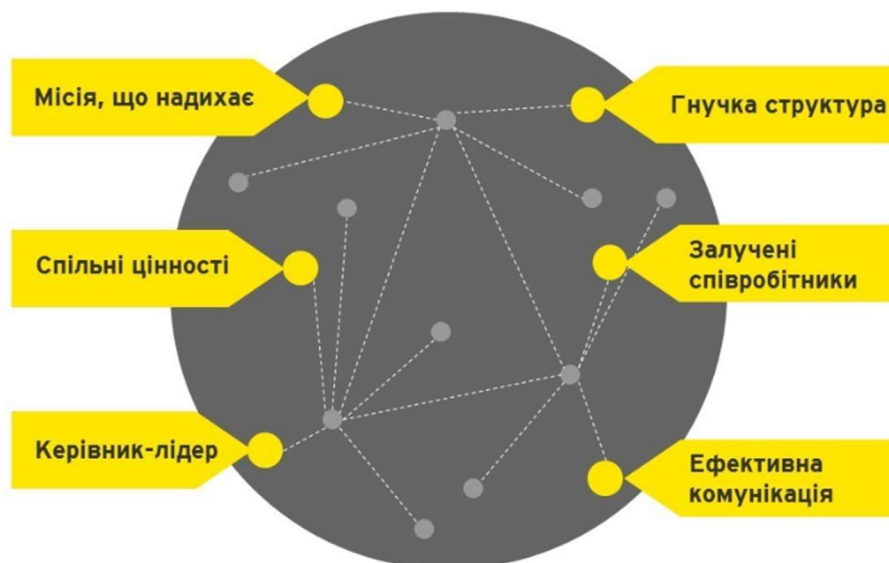 Місія, що надихає
Гнучка структура
Спільні цінності
Залучені
співробітники
Керівник-лідер
Ефективна
комунікація